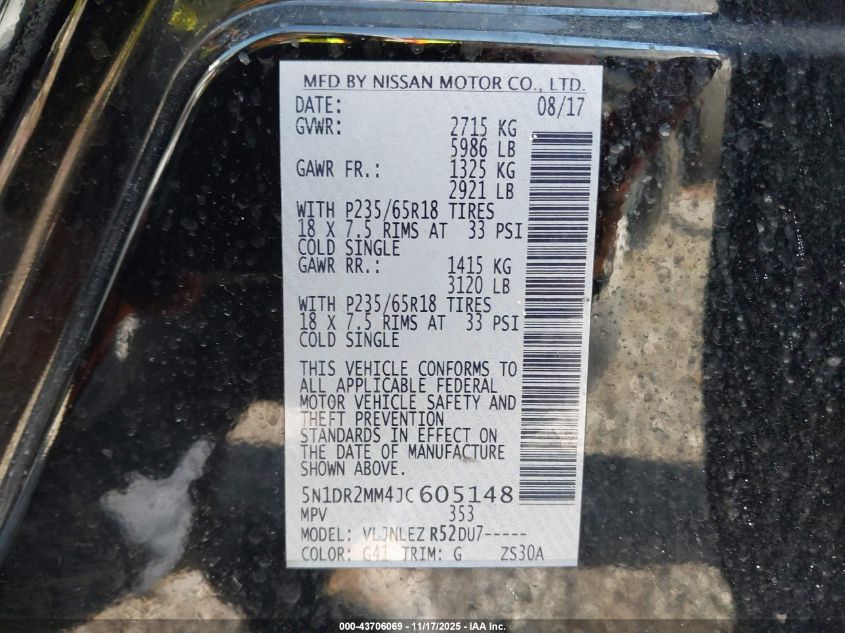 MFD BY NISSAN MOTOR CO., LTD.
DATE: 08/17
GVWR: 2715 KG
5986 LB
GAWR FR.: 1325 KG
2921 LB
WITH P235/65R18 TIRES
18 X 7.5 RIMS AT 33 PSI
COLD SINGLE
GAWR RR.: 1415 KG
3120 LB
WITH P235/65R18 TIRES
18 X 7.5 RIMS AT 33 PSI
COLD SINGLE
THIS VEHICLE CONFORMS TO
ALL APPLICABLE FEDERAL
MOTOR VEHICLE SAFETY AND
THEFT PREVENTION
STANDARDS IN EFFECT ON
THE DATE OF MANUFACTURE
SHOWN ABOVE.
5N1DR2MM4JC605148
MPV 353
MODEL: VLJNLEZ R52DU7-----
COLOR: G41 TRIM: G ZS30A
000-43706069 - 11/17/2025 - IAA Inc.